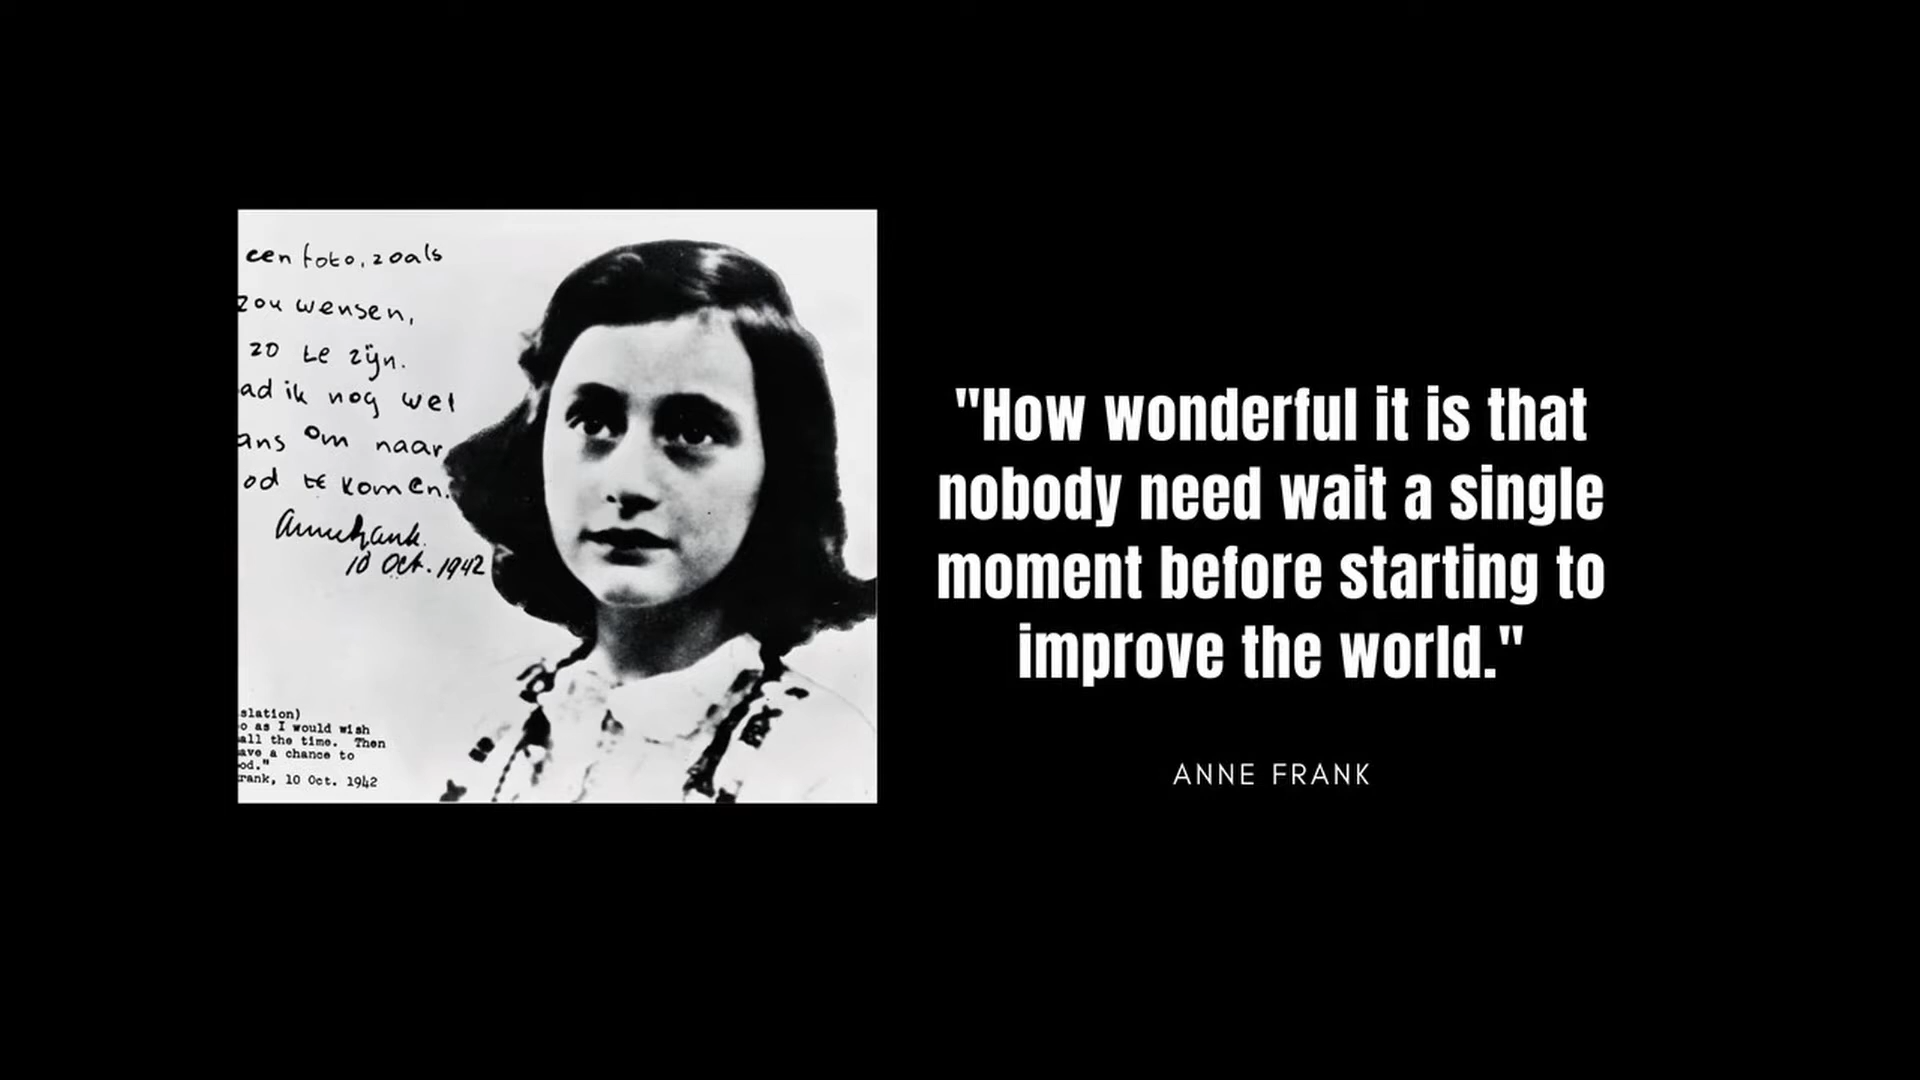 een foto, zoals
zou wensen,
zo te zijn.
ad ik nog wel
ans om naar
od te komen.
Anne Frank.
10 Oct. 1942
slation)
o as I would wish
all the time. Then
ave a chance to
od."
rank, 10 Oct. 1942
"How wonderful it is that
nobody need wait a single
moment before starting to
improve the world."
ANNE FRANK